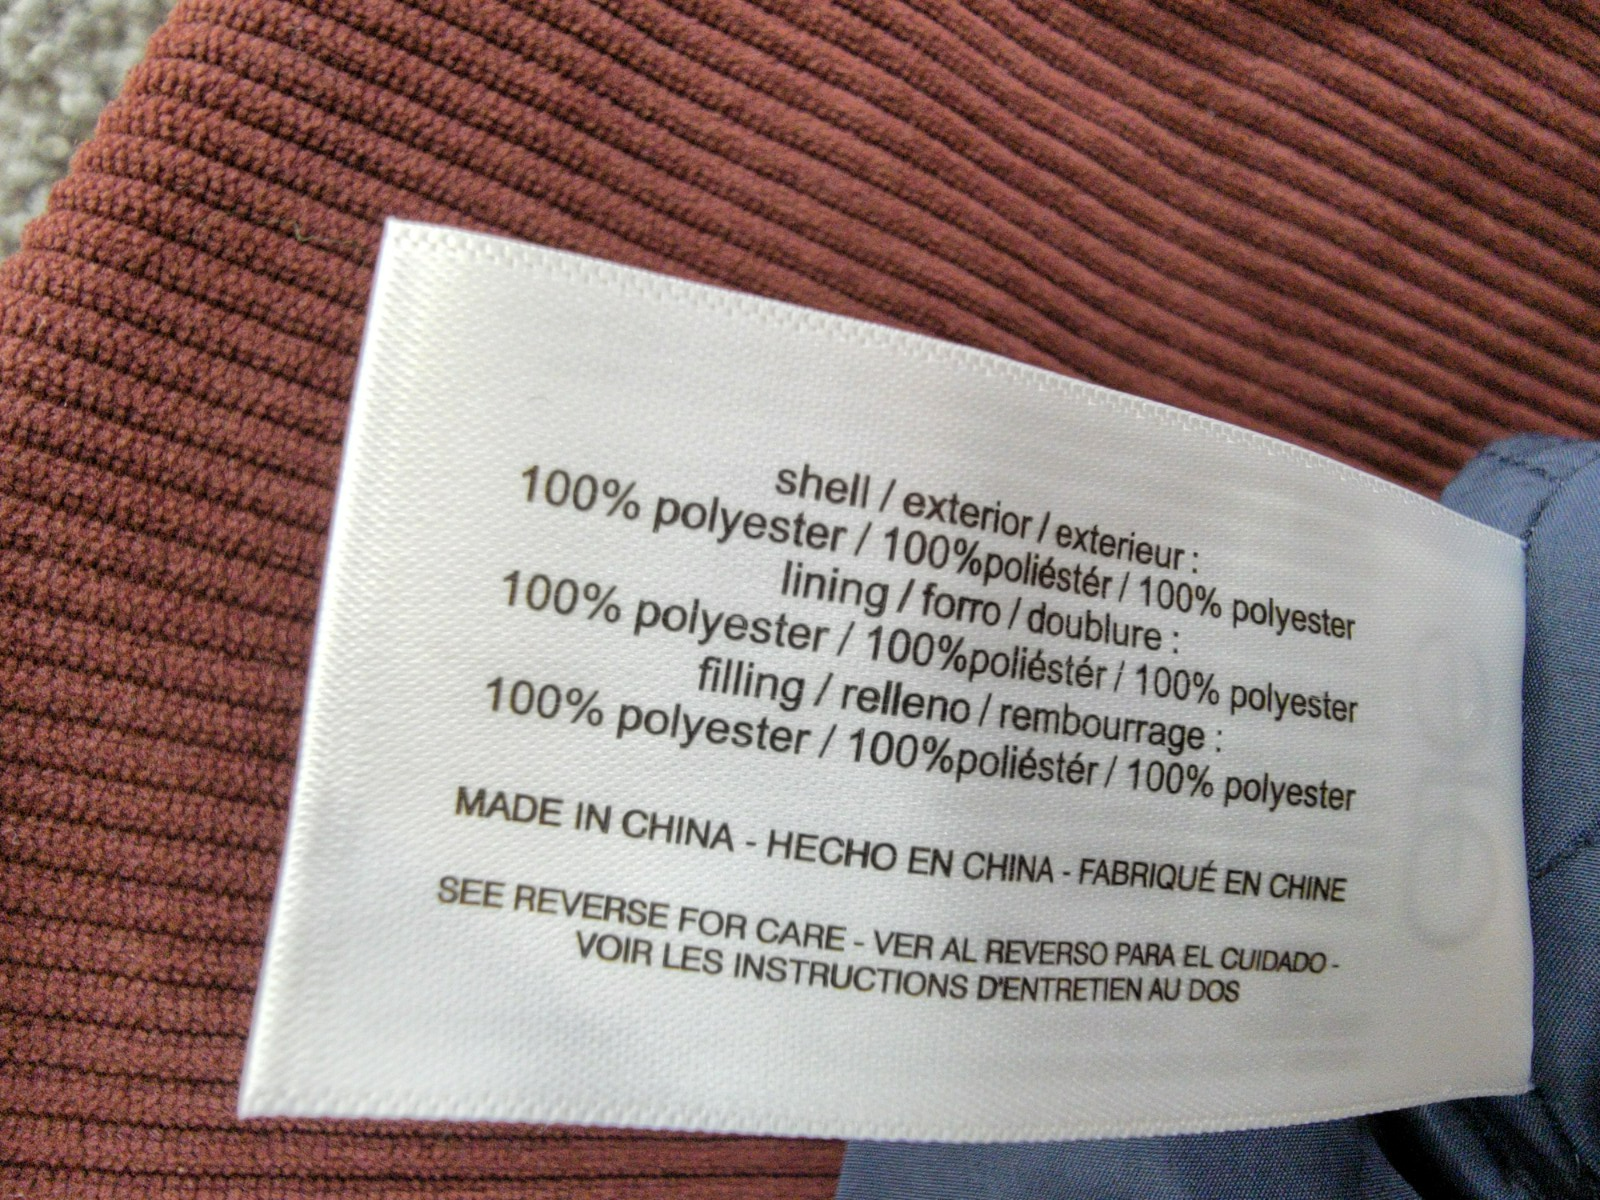 shell / exterior / exterieur :
100% polyester / 100%poliéstér / 100% polyester
lining / forro / doublure :
100% polyester / 100%poliéstér / 100% polyester
filling / relleno / rembourrage :
100% polyester / 100%poliéstér / 100% polyester
MADE IN CHINA - HECHO EN CHINA - FABRIQUÉ EN CHINE
SEE REVERSE FOR CARE - VER AL REVERSO PARA EL CUIDADO -
VOIR LES INSTRUCTIONS D'ENTRETIEN AU DOS